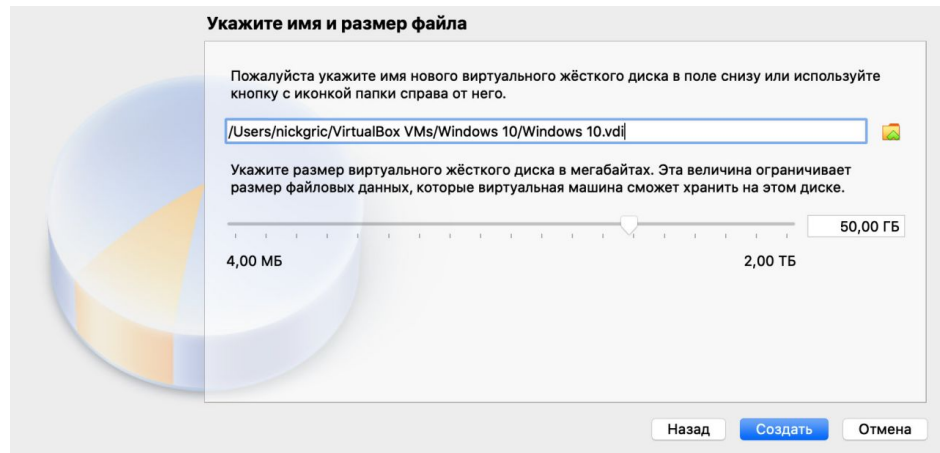 Укажите имя и размер файла
Пожалуйста укажите имя нового виртуального жёсткого диска в поле снизу или используйте
кнопку с иконкой папки справа от него.
/Users/nickgric/VirtualBox VMs/Windows 10/Windows 10.vdi
Укажите размер виртуального жёсткого диска в мегабайтах. Эта величина ограничивает
размер файловых данных, которые виртуальная машина сможет хранить на этом диске.
50,00 ГБ
4,00 МБ 2,00 ТБ
Назад Создать Отмена